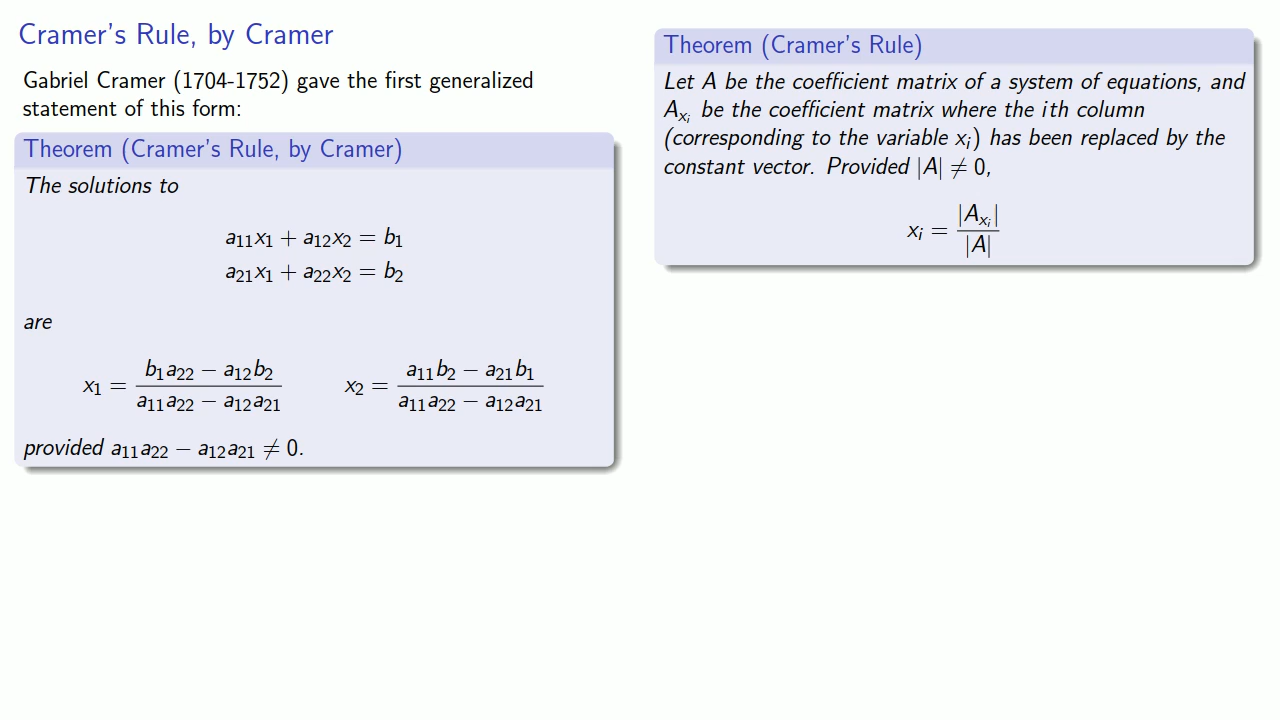 Cramer's Rule, by Cramer
Gabriel Cramer (1704-1752) gave the first generalized
statement of this form:
Theorem (Cramer's Rule, by Cramer)
The solutions to
a₁₁x₁ + a₁₂x₂ = b₁
a₂₁x₁ + a₂₂x₂ = b₂
are
x₁ = (b₁a₂₂ − a₁₂b₂)/(a₁₁a₂₂ − a₁₂a₂₁) x₂ = (a₁₁b₂ − a₂₁b₁)/(a₁₁a₂₂ − a₁₂a₂₁)
provided a₁₁a₂₂ − a₁₂a₂₁ ≠ 0.
Theorem (Cramer's Rule)
Let A be the coefficient matrix of a system of equations, and
A_{x_i} be the coefficient matrix where the ith column
(corresponding to the variable x_i) has been replaced by the
constant vector. Provided |A| ≠ 0,
x_i = |A_{x_i}|/|A|